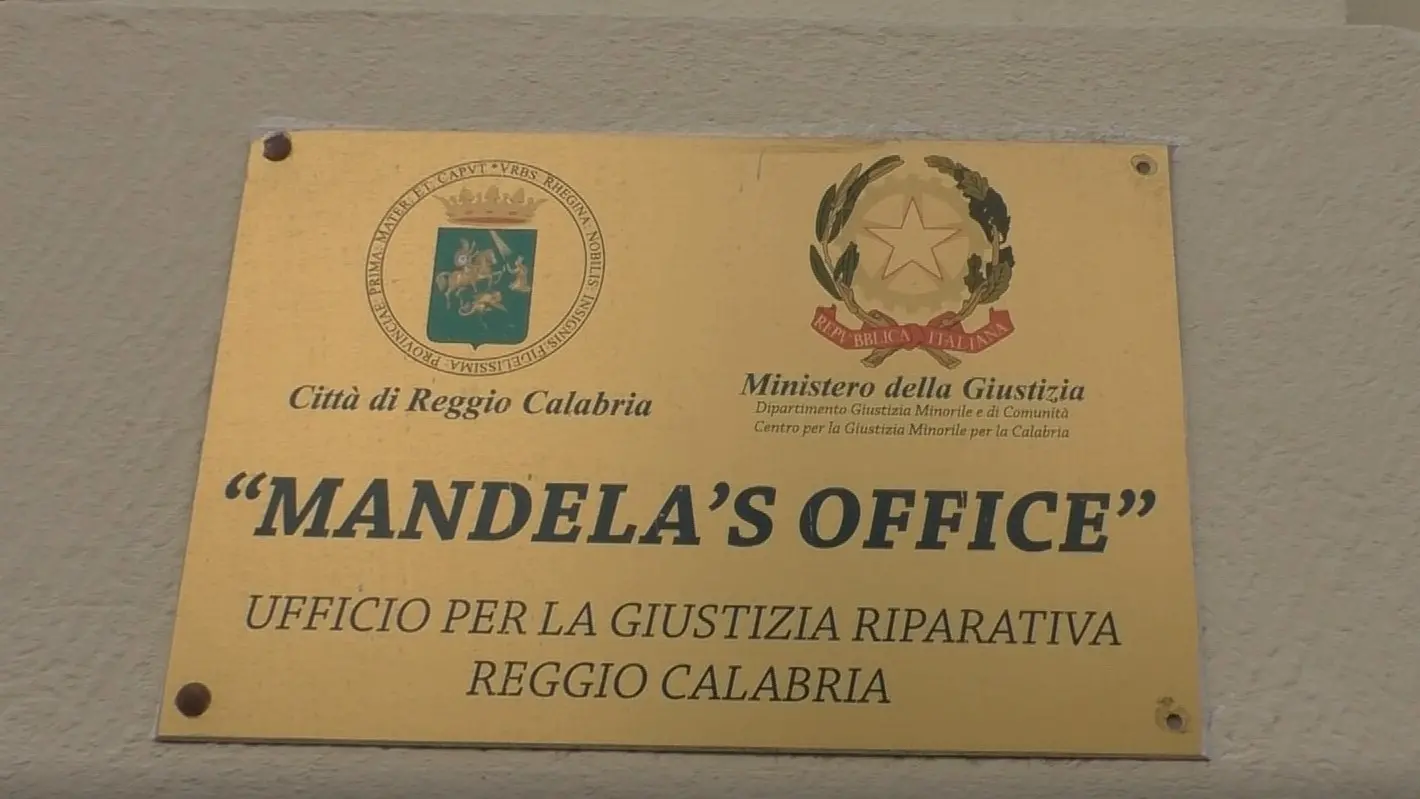 VRBS RHEGINA NOBILIS INSIGNIS FIDELISSIMA PROVINCIAE PRIMA MATER ET CAPVT
REPVBBLICA ITALIANA
Città di Reggio Calabria
Ministero della Giustizia
Dipartimento Giustizia Minorile e di Comunità
Centro per la Giustizia Minorile per la Calabria
“MANDELA’S OFFICE”
UFFICIO PER LA GIUSTIZIA RIPARATIVA
REGGIO CALABRIA